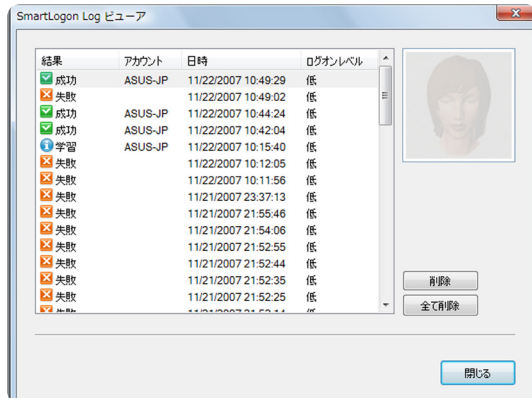 SmartLogon Log ビューア
結果 アカウント 日時 ログオンレベル
成功 ASUS-JP 11/22/2007 10:49:29 低
失敗 11/22/2007 10:49:02 低
成功 ASUS-JP 11/22/2007 10:44:24 低
成功 ASUS-JP 11/22/2007 10:42:04 低
学習 ASUS-JP 11/22/2007 10:15:40 低
失敗 11/22/2007 10:12:05 低
失敗 11/22/2007 10:11:56 低
失敗 11/21/2007 23:37:13 低
失敗 11/21/2007 21:55:46 低
失敗 11/21/2007 21:54:06 低
失敗 11/21/2007 21:52:55 低
失敗 11/21/2007 21:52:44 低
失敗 11/21/2007 21:52:35 低
失敗 11/21/2007 21:52:25 低
削除
全て削除
閉じる